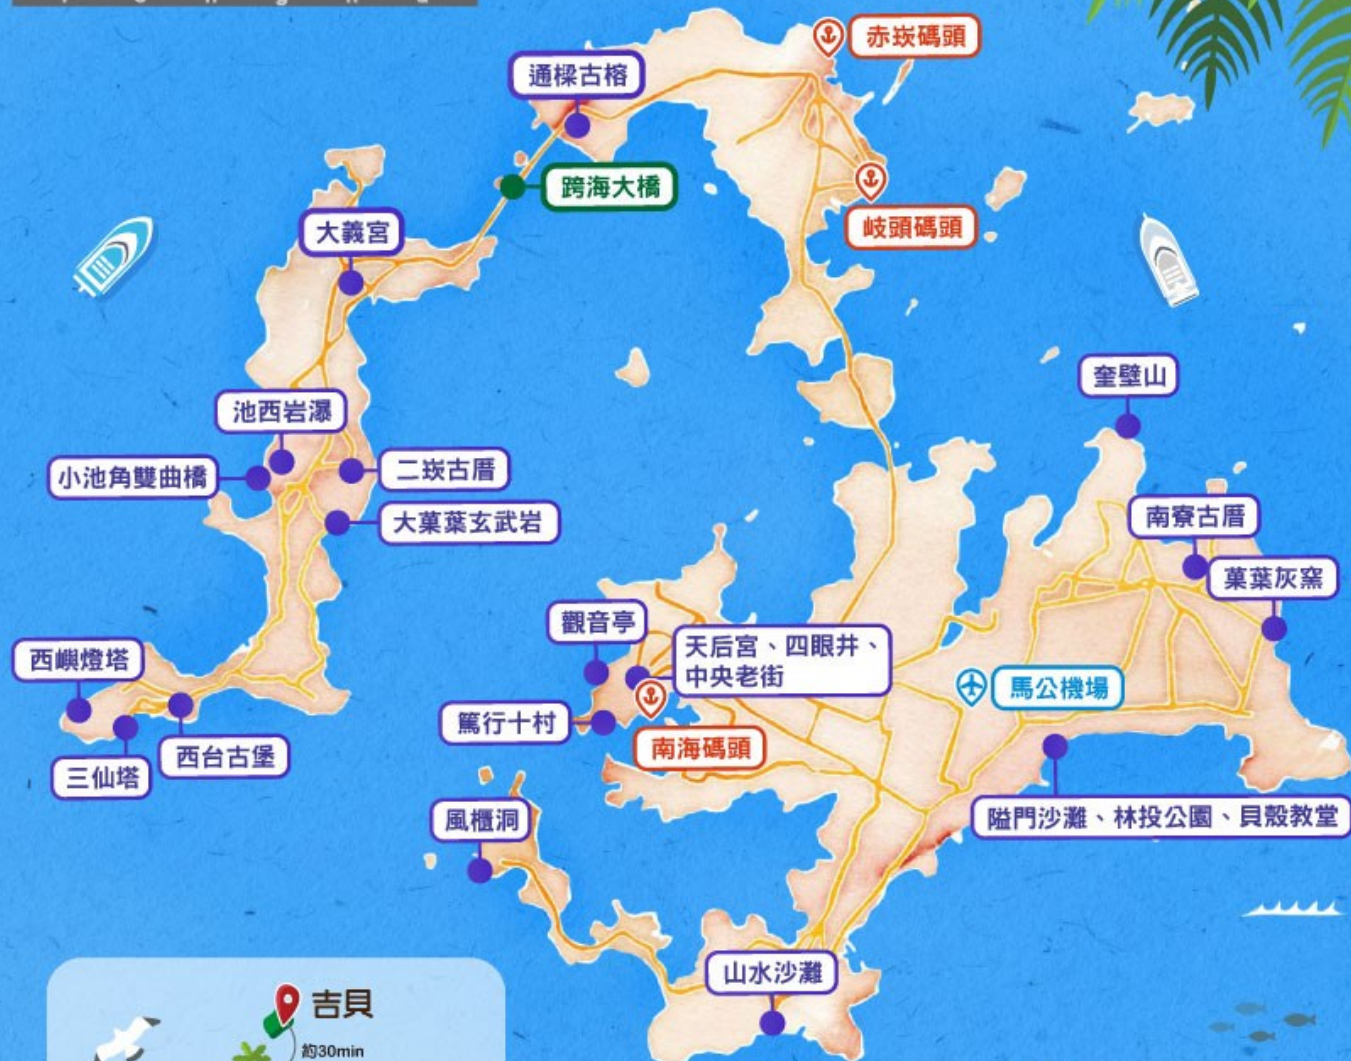 赤崁碼頭
通樑古榕
跨海大橋
岐頭碼頭
大義宮
奎壁山
池西岩瀑
小池角雙曲橋
二崁古厝
大菓葉玄武岩
南寮古厝
菓葉灰窯
觀音亭
天后宮、四眼井、
中央老街
西嶼燈塔
馬公機場
篤行十村
南海碼頭
西台古堡
三仙塔
風櫃洞
隘門沙灘、林投公園、貝殼教堂
山水沙灘
吉貝
約30min